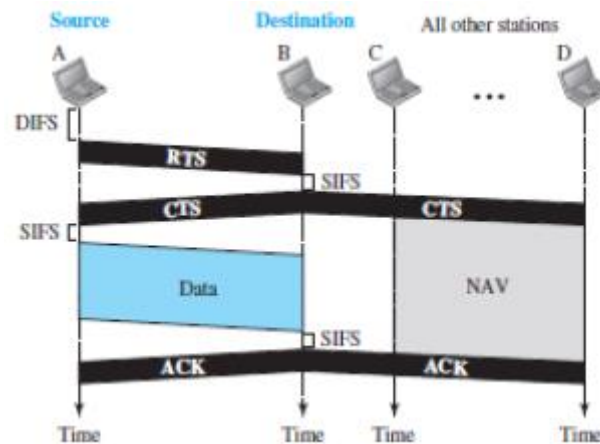 Source Destination All other stations
A B C D
DIFS
RTS
SIFS
CTS CTS
SIFS
Data NAV
SIFS
ACK ACK
Time Time Time Time